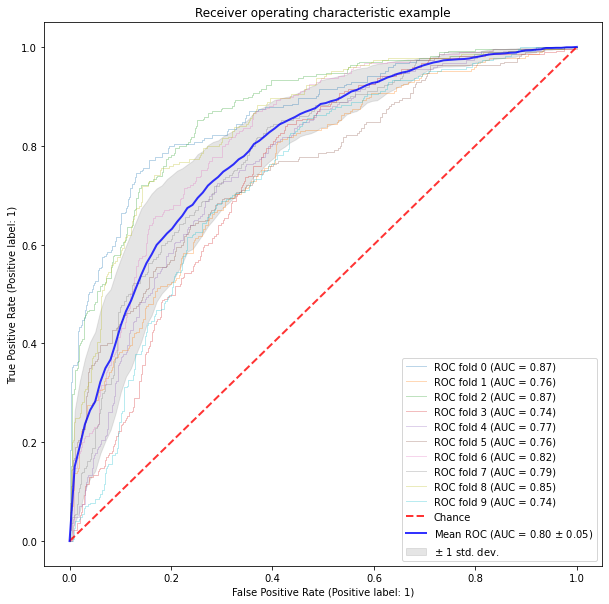 Receiver operating characteristic example
True Positive Rate (Positive label: 1)
1.0
0.8
0.6
0.4
0.2
0.0
ROC fold 0 (AUC = 0.87)
ROC fold 1 (AUC = 0.76)
ROC fold 2 (AUC = 0.87)
ROC fold 3 (AUC = 0.74)
ROC fold 4 (AUC = 0.77)
ROC fold 5 (AUC = 0.76)
ROC fold 6 (AUC = 0.82)
ROC fold 7 (AUC = 0.79)
ROC fold 8 (AUC = 0.85)
ROC fold 9 (AUC = 0.74)
Chance
Mean ROC (AUC = 0.80 ± 0.05)
± 1 std. dev.
0.0 0.2 0.4 0.6 0.8 1.0
False Positive Rate (Positive label: 1)